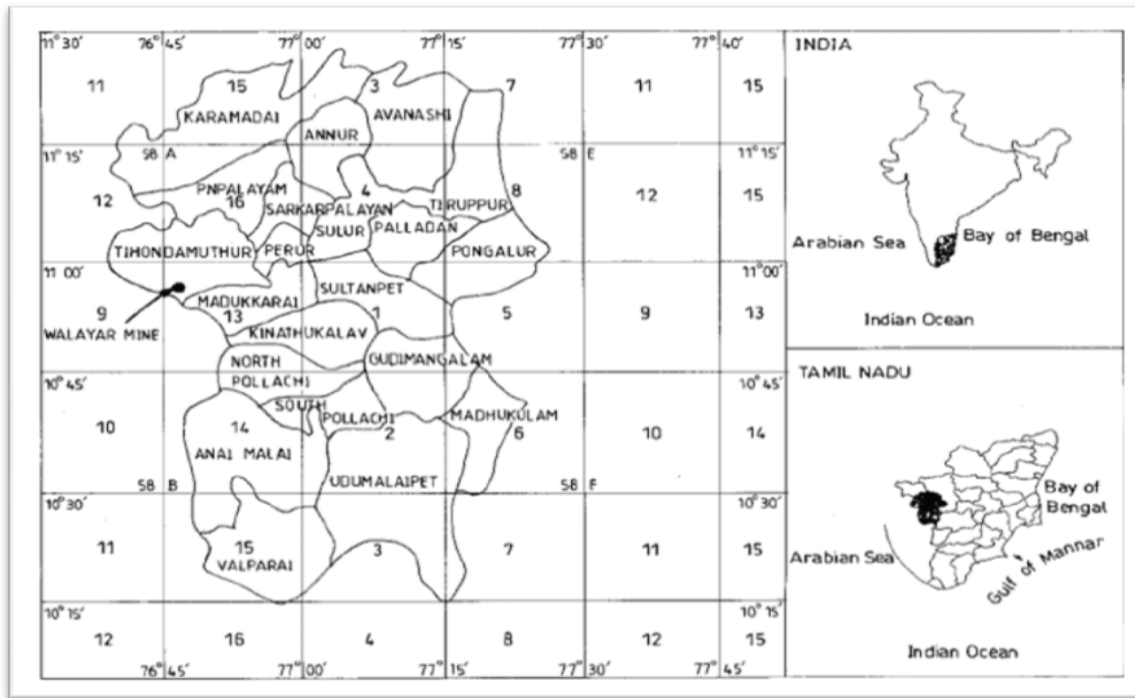 11° 30' 76° 45' 77° 00' 77° 15' 77° 30' 77° 40'
11 15 3 7 11 15
KARAMADAI AVANASHI
ANNUR
11° 15' 58 A 58 E 11° 15'
12 PNPALAYAM 4 8 12 15
16 SARKARPALAYAN TIRUPPUR
SULUR PALLADAN
TIHONDAMUTHUR PERUR PONGALUR
11 00' 11° 00'
SULTANPET
MADUKKARAI
9 13 1 5 9 13
WALAYAR MINE KINATHUKALAV
NORTH GUDIMANGALAM
10° 45' POLLACHI 10° 45'
SOUTH
POLLACHI MADHUKULAM
10 14 2 6 10 14
ANAI MALAI
UDUMALAIPET
58 B 58 F
10° 30' 10° 30'
11 15 3 7 11 15
VALPARAI
10° 15' 10° 15'
12 16 4 8 12 15
76° 45' 77° 00' 77° 15' 77° 30' 77° 45'
INDIA
Arabian Sea Bay of Bengal
Indian Ocean
TAMIL NADU
Bay of
Bengal
Arabian Sea
Gulf of Mannar
Indian Ocean